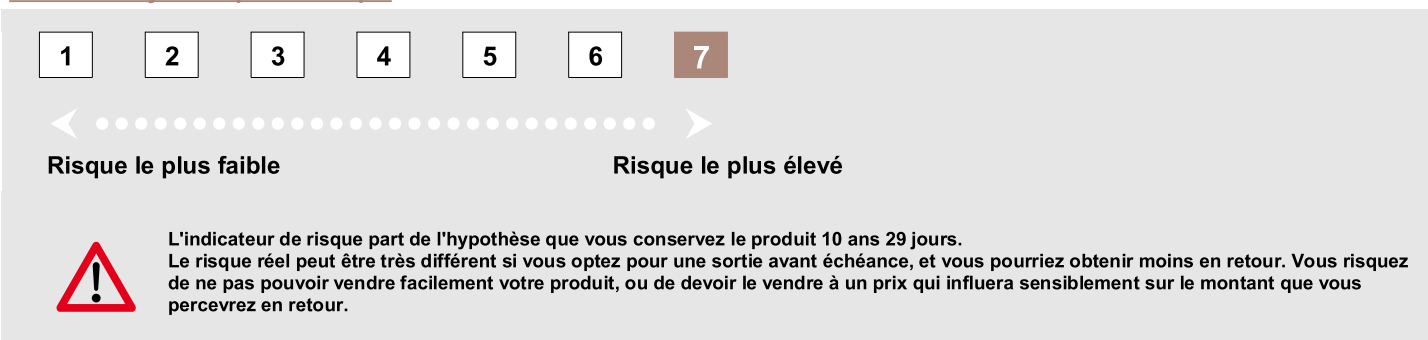 1 2 3 4 5 6 7
Risque le plus faible Risque le plus élevé
L'indicateur de risque part de l'hypothèse que vous conservez le produit 10 ans 29 jours.
Le risque réel peut être très différent si vous optez pour une sortie avant échéance, et vous pourriez obtenir moins en retour. Vous risquez
de ne pas pouvoir vendre facilement votre produit, ou de devoir le vendre à un prix qui influera sensiblement sur le montant que vous
percevrez en retour.